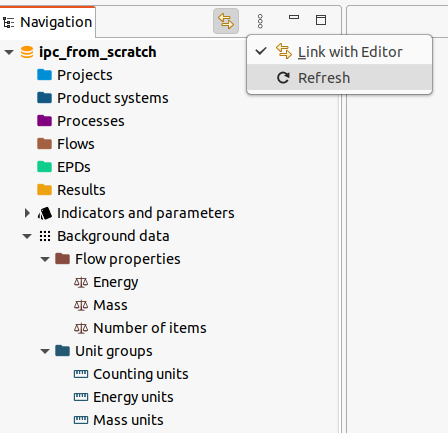 Navigation
Link with Editor
Refresh
ipc_from_scratch
Projects
Product systems
Processes
Flows
EPDs
Results
Indicators and parameters
Background data
Flow properties
Energy
Mass
Number of items
Unit groups
Counting units
Energy units
Mass units